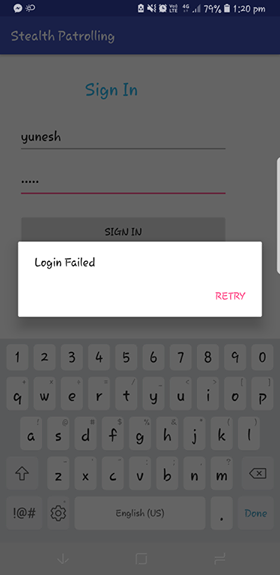 79% 1:20 pm
Stealth Patrolling
Sign In
yunesh
•••••
SIGN IN
Login Failed
RETRY
1 2 3 4 5 6 7 8 9 0
q w e r t y u i o p
a s d f g h j k l
z x c v b n m
!@# English (US) . Done